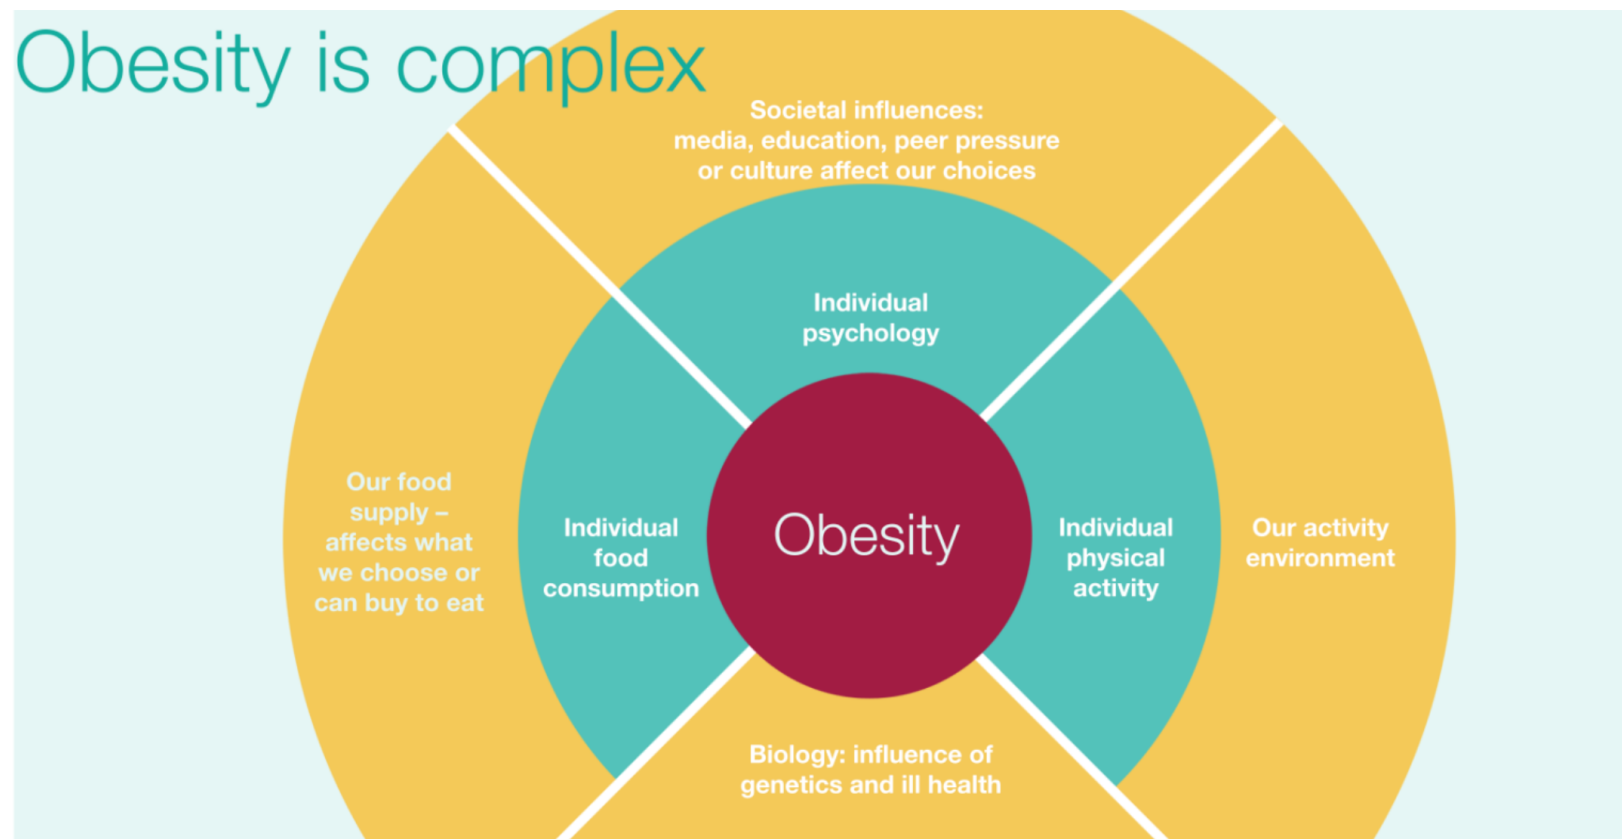 Obesity is complex
Societal influences:
media, education, peer pressure
or culture affect our choices
Individual
psychology
Our food
supply –
affects what
we choose or
can buy to eat
Individual
food
consumption
Obesity
Individual
physical
activity
Our activity
environment
Biology: influence of
genetics and ill health